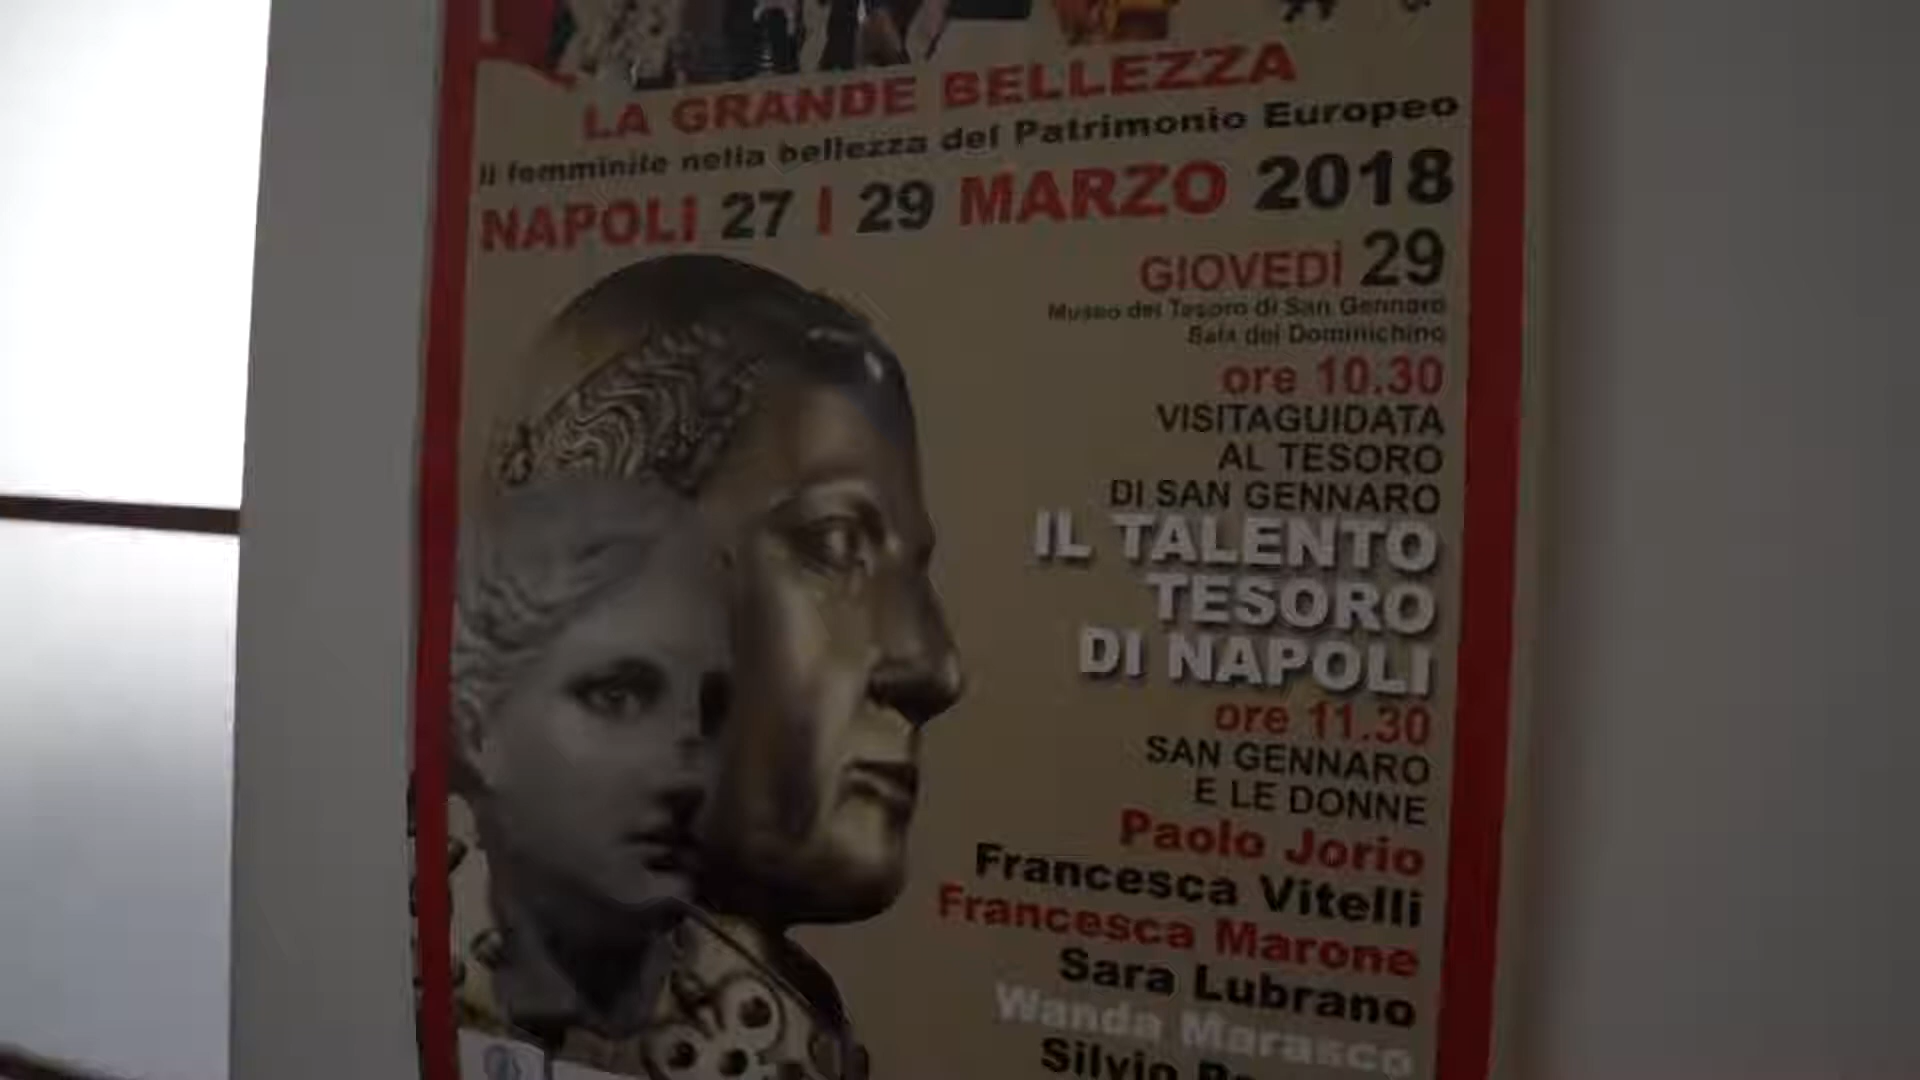 LA GRANDE BELLEZZA
Il femminile nella bellezza del Patrimonio Europeo
NAPOLI 27 | 29 MARZO 2018
GIOVEDÌ 29
Museo del Tesoro di San Gennaro
Sala del Dominichino
ore 10.30
VISITAGUIDATA
AL TESORO
DI SAN GENNARO
IL TALENTO
TESORO
DI NAPOLI
ore 11.30
SAN GENNARO
E LE DONNE
Paolo Jorio
Francesca Vitelli
Francesca Marone
Sara Lubrano
Wanda Marasco
Silvio